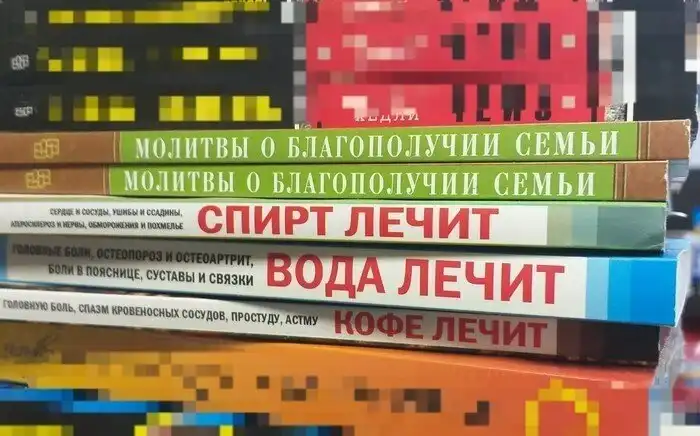 МОЛИТВЫ О БЛАГОПОЛУЧИИ СЕМЬИ
МОЛИТВЫ О БЛАГОПОЛУЧИИ СЕМЬИ
СЕРДЦЕ И СОСУДЫ, УШИБЫ И ССАДИНЫ,
АТЕРОСКЛЕРОЗ И НЕРВЫ, ОБМОРОЖЕНИЯ И ПОХМЕЛЬЕ
СПИРТ ЛЕЧИТ
ГОЛОВНЫЕ БОЛИ, ОСТЕОПОРОЗ И ОСТЕОАРТРИТ,
БОЛИ В ПОЯСНИЦЕ, СУСТАВЫ И СВЯЗКИ
ВОДА ЛЕЧИТ
ГОЛОВНУЮ БОЛЬ, СПАЗМ КРОВЕНОСНЫХ СОСУДОВ, ПРОСТУДУ, АСТМУ
КОФЕ ЛЕЧИТ